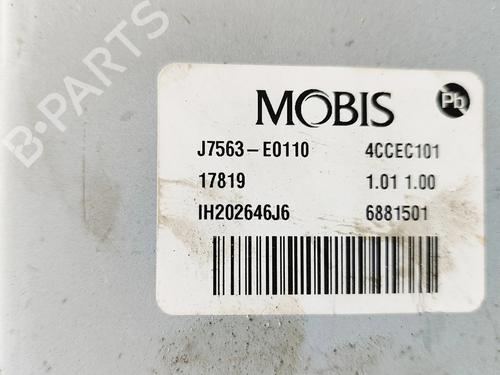 B-PARTS
MOBIS
Pb
J7563-E0110 4CCEC101
17819 1.01 1.00
IH202646J6 6881501